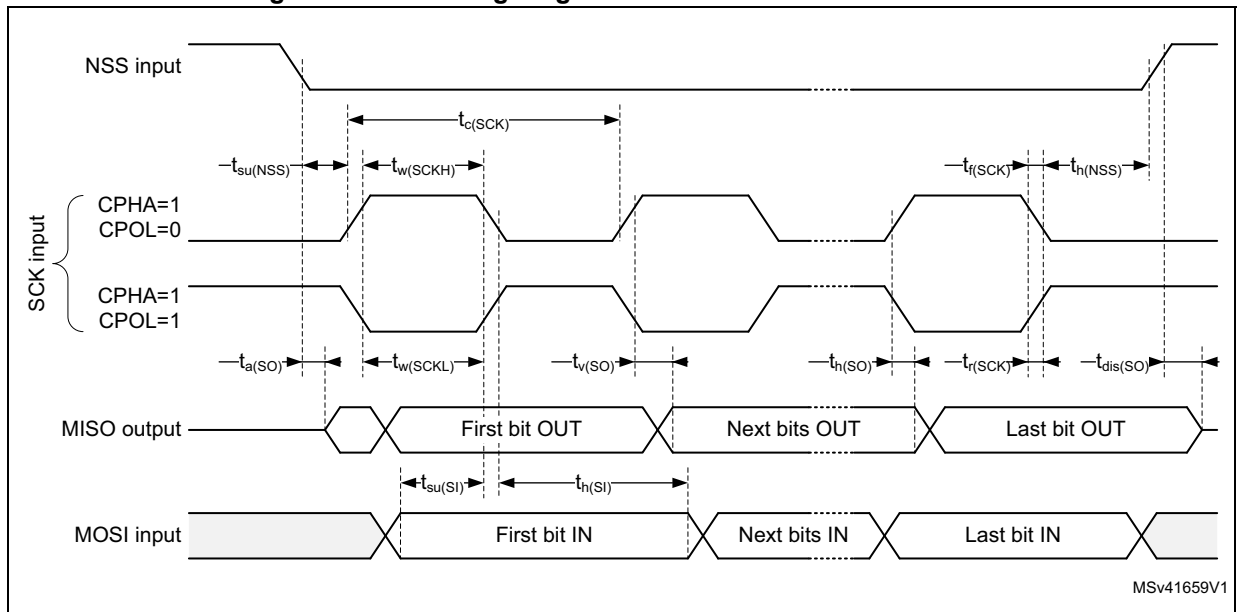 NSS input
tc(SCK)
tsu(NSS)
tw(SCKH)
tf(SCK)
th(NSS)
SCK input
CPHA=1
CPOL=0
CPHA=1
CPOL=1
ta(SO)
tw(SCKL)
tv(SO)
th(SO)
tr(SCK)
tdis(SO)
MISO output
First bit OUT
Next bits OUT
Last bit OUT
tsu(SI)
th(SI)
MOSI input
First bit IN
Next bits IN
Last bit IN
MSv41659V1